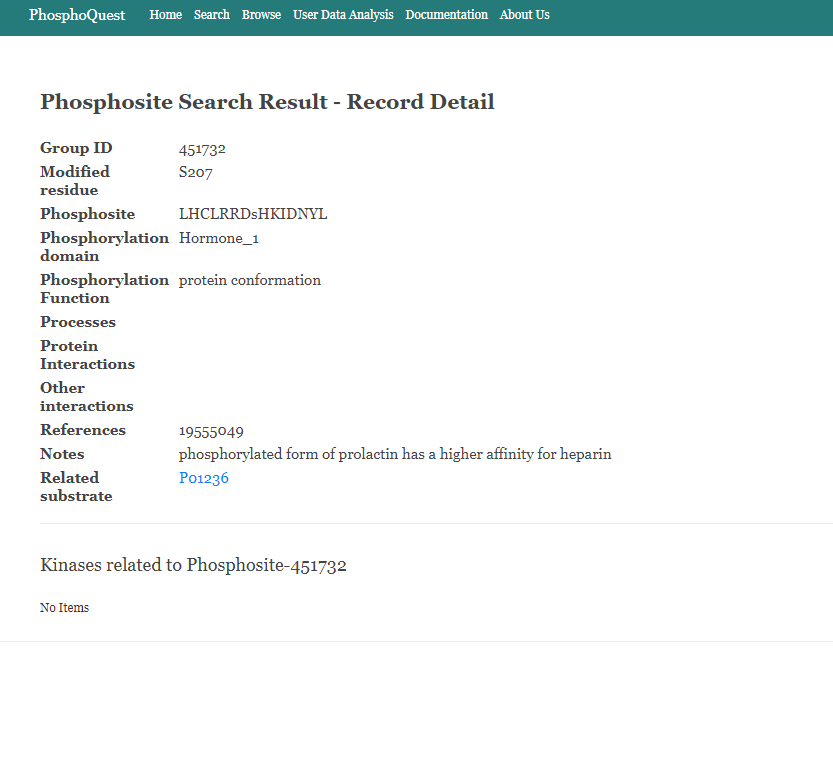 PhosphoQuest Home Search Browse User Data Analysis Documentation About Us
Phosphosite Search Result - Record Detail
Group ID 451732
Modified residue S207
Phosphosite LHCLRRDsHKIDNYL
Phosphorylation domain Hormone_1
Phosphorylation Function protein conformation
Processes
Protein Interactions
Other interactions
References 19555049
Notes phosphorylated form of prolactin has a higher affinity for heparin
Related substrate P01236
Kinases related to Phosphosite-451732
No Items